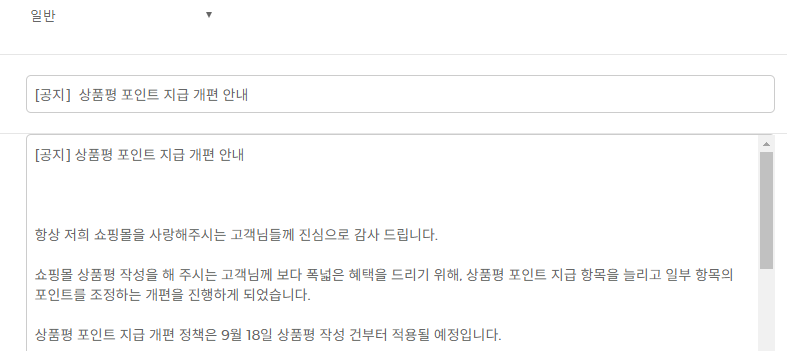 일반
[공지]  상품평 포인트 지급 개편 안내
[공지] 상품평 포인트 지급 개편 안내
항상 저희 쇼핑몰을 사랑해주시는 고객님들께 진심으로 감사 드립니다.
쇼핑몰 상품평 작성을 해 주시는 고객님께 보다 폭넓은 혜택을 드리기 위해, 상품평 포인트 지급 항목을 늘리고 일부 항목의
포인트를 조정하는 개편을 진행하게 되었습니다.
상품평 포인트 지급 개편 정책은 9월 18일 상품평 작성 건부터 적용될 예정입니다.